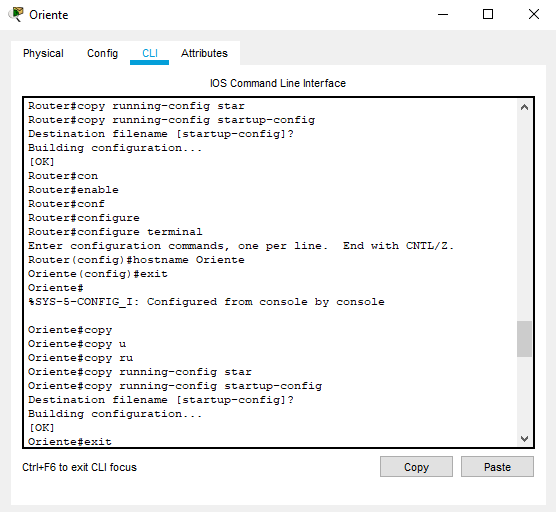 Oriente
Physical Config CLI Attributes
IOS Command Line Interface
Router#copy running-config star
Router#copy running-config startup-config
Destination filename [startup-config]?
Building configuration...
[OK]
Router#con
Router#enable
Router#conf
Router#configure
Router#configure terminal
Enter configuration commands, one per line.  End with CNTL/Z.
Router(config)#hostname Oriente
Oriente(config)#exit
Oriente#
%SYS-5-CONFIG_I: Configured from console by console
Oriente#copy
Oriente#copy u
Oriente#copy ru
Oriente#copy running-config star
Oriente#copy running-config startup-config
Destination filename [startup-config]?
Building configuration...
[OK]
Oriente#exit
Ctrl+F6 to exit CLI focus
Copy Paste